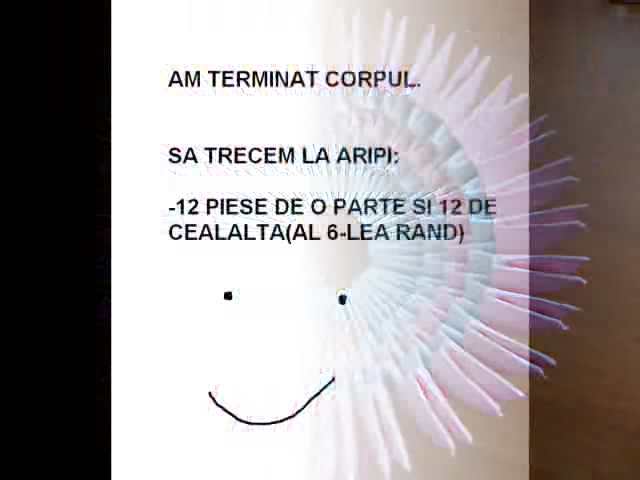 AM TERMINAT CORPUL.
SA TRECEM LA ARIPI:
-12 PIESE DE O PARTE SI 12 DE
CEALALTA(AL 6-LEA RAND)